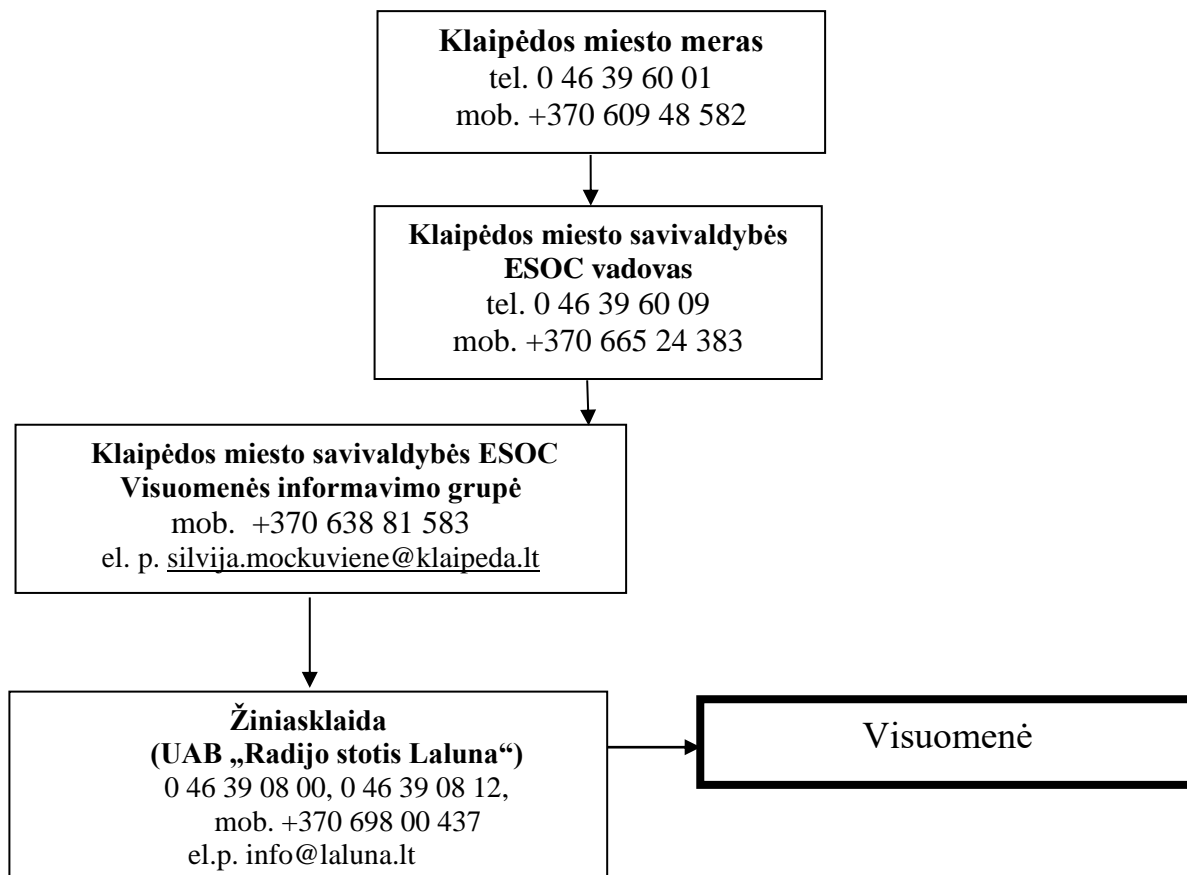 Klaipėdos miesto meras
tel. 0 46 39 60 01
mob. +370 609 48 582
Klaipėdos miesto savivaldybės
ESOC vadovas
tel. 0 46 39 60 09
mob. +370 665 24 383
Klaipėdos miesto savivaldybės ESOC
Visuomenės informavimo grupė
mob. +370 638 81 583
el. p. silvija.mockuviene@klaipeda.lt
Žiniasklaida
(UAB „Radijo stotis Laluna“)
0 46 39 08 00, 0 46 39 08 12,
mob. +370 698 00 437
el.p. info@laluna.lt
Visuomenė